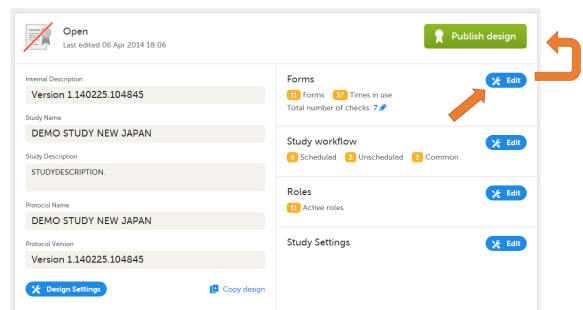 Open
Last edited 06 Apr 2014 18:06
Publish design
Internal Description
Version 1.140225.104845
Study Name
DEMO STUDY NEW JAPAN
Study Description
STUDYDESCRIPTION.
Protocol Name
DEMO STUDY NEW JAPAN
Protocol Version
Version 1.140225.104845
Design Settings
Copy design
Forms
Edit
11 Forms 37 Times in use
Total number of checks: 7
Study workflow
Edit
9 Scheduled 2 Unscheduled 2 Common
Roles
Edit
11 Active roles
Study Settings
Edit